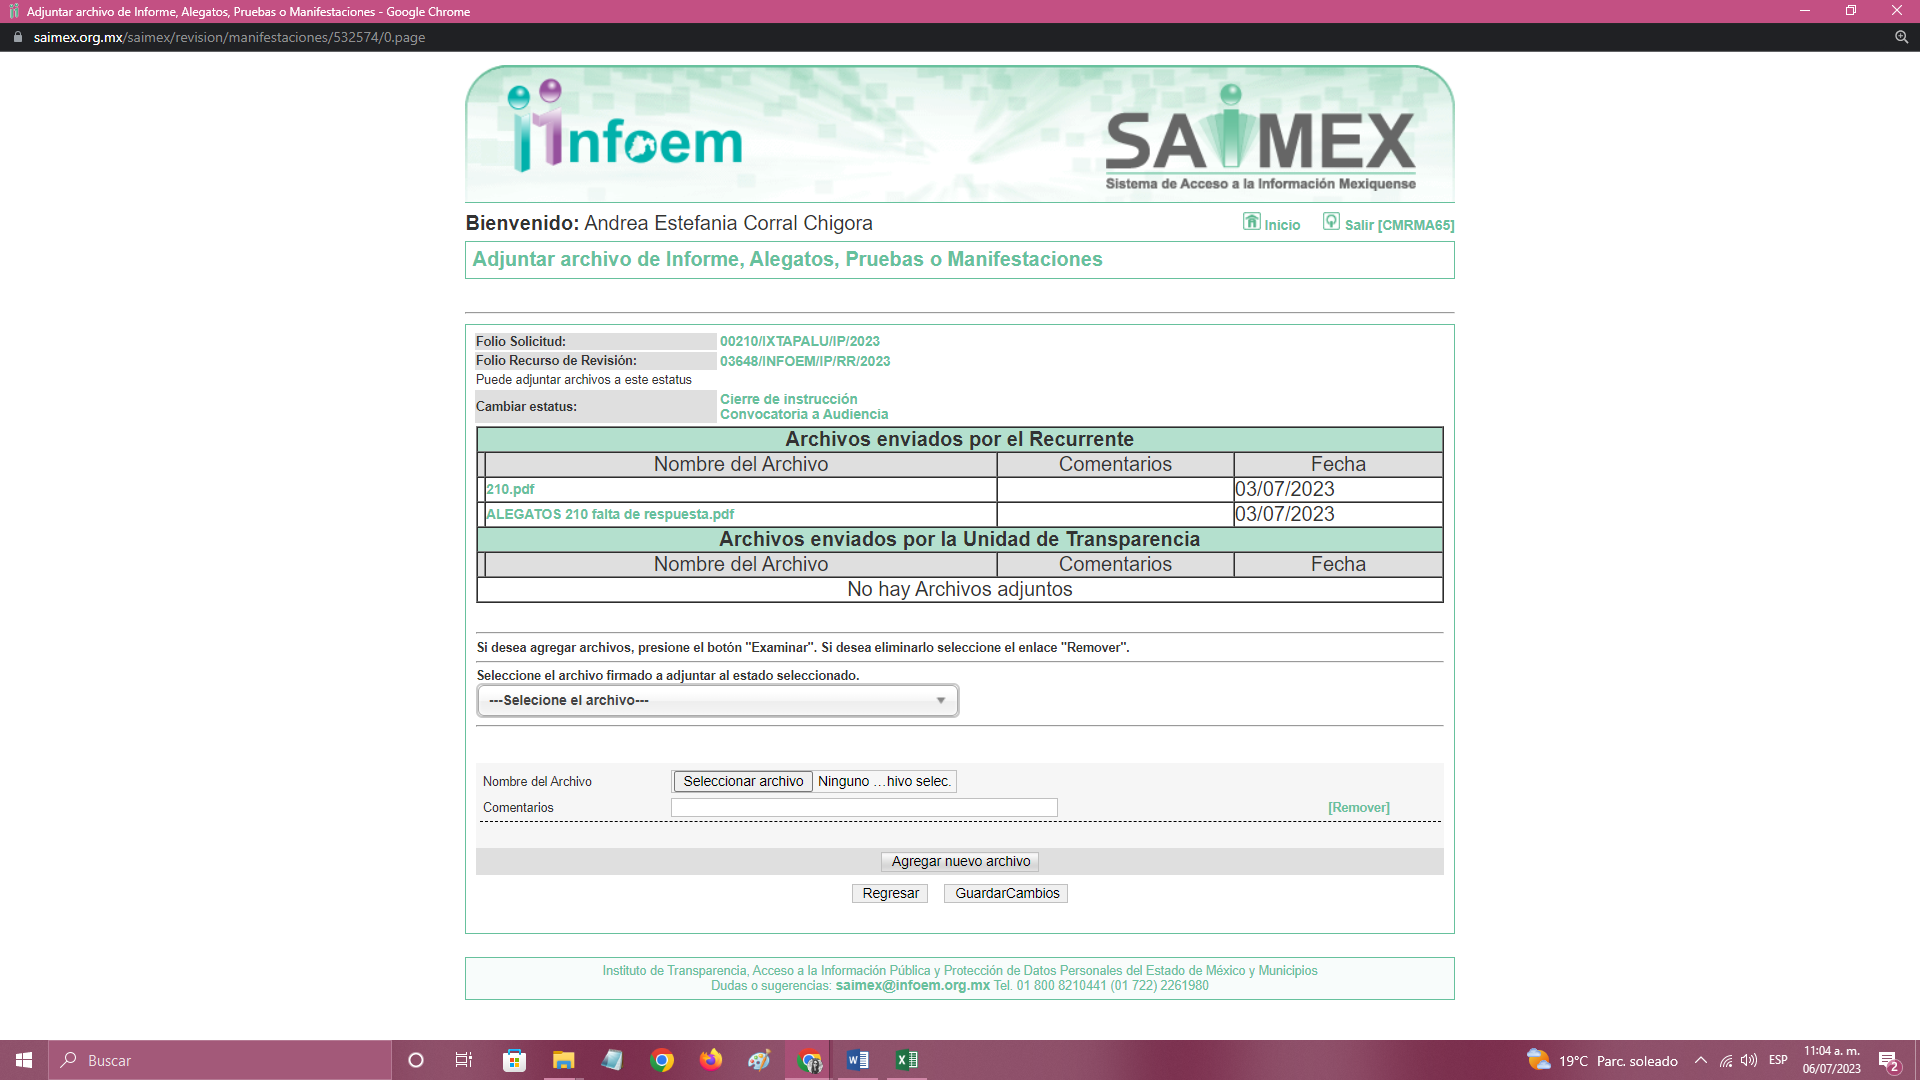 Adjuntar archivo de Informe, Alegatos, Pruebas o Manifestaciones - Google Chrome
saimex.org.mx/saimex/revision/manifestaciones/532574/0.page
infoem
SAIMEX
Sistema de Acceso a la Información Mexiquense
Bienvenido: Andrea Estefania Corral Chigora
Inicio Salir [CMRMA65]
Adjuntar archivo de Informe, Alegatos, Pruebas o Manifestaciones
Folio Solicitud: 00210/IXTAPALU/IP/2023
Folio Recurso de Revisión: 03648/INFOEM/IP/RR/2023
Puede adjuntar archivos a este estatus
Cambiar estatus: Cierre de instrucción
Convocatoria a Audiencia
Archivos enviados por el Recurrente
Nombre del Archivo Comentarios Fecha
210.pdf 03/07/2023
ALEGATOS 210 falta de respuesta.pdf 03/07/2023
Archivos enviados por la Unidad de Transparencia
Nombre del Archivo Comentarios Fecha
No hay Archivos adjuntos
Si desea agregar archivos, presione el botón "Examinar". Si desea eliminarlo seleccione el enlace "Remover".
Seleccione el archivo firmado a adjuntar al estado seleccionado.
---Selecione el archivo---
Nombre del Archivo Seleccionar archivo Ninguno ...hivo selec.
Comentarios [Remover]
Agregar nuevo archivo
Regresar GuardarCambios
Instituto de Transparencia, Acceso a la Información Pública y Protección de Datos Personales del Estado de México y Municipios
Dudas o sugerencias: saimex@infoem.org.mx Tel. 01 800 8210441 (01 722) 2261980
Buscar
19°C Parc. soleado
ESP
11:04 a. m.
06/07/2023
2